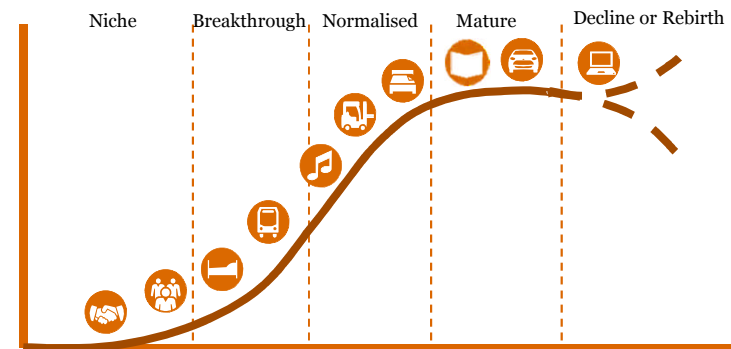 Niche
Breakthrough
Normalised
Mature
Decline or Rebirth